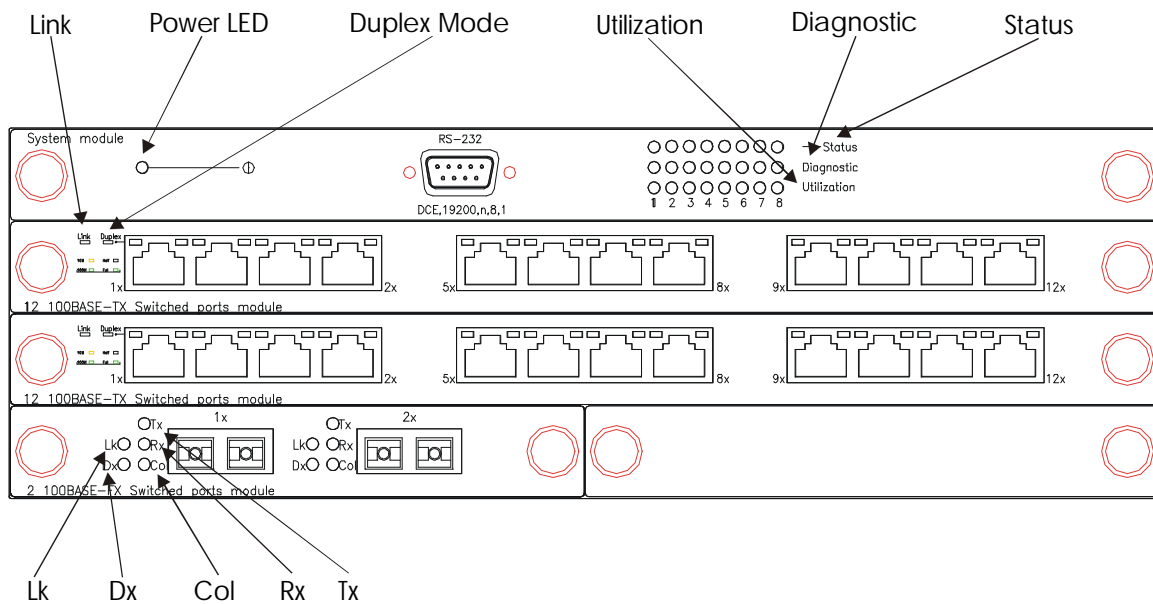 Link Power LED Duplex Mode Utilization Diagnostic Status
System module
RS-232
DCE,19200,n,8,1
Status
Diagnostic
Utilization
1 2 3 4 5 6 7 8
Link Duplex
1x 2x 5x 8x 9x 12x
12 100BASE-TX Switched ports module
Link Duplex
1x 2x 5x 8x 9x 12x
12 100BASE-TX Switched ports module
Tx 1x Tx 2x
Lk Rx Lk Rx
Dx Col Dx Col
2 100BASE-FX Switched ports module
Lk Dx Col Rx Tx